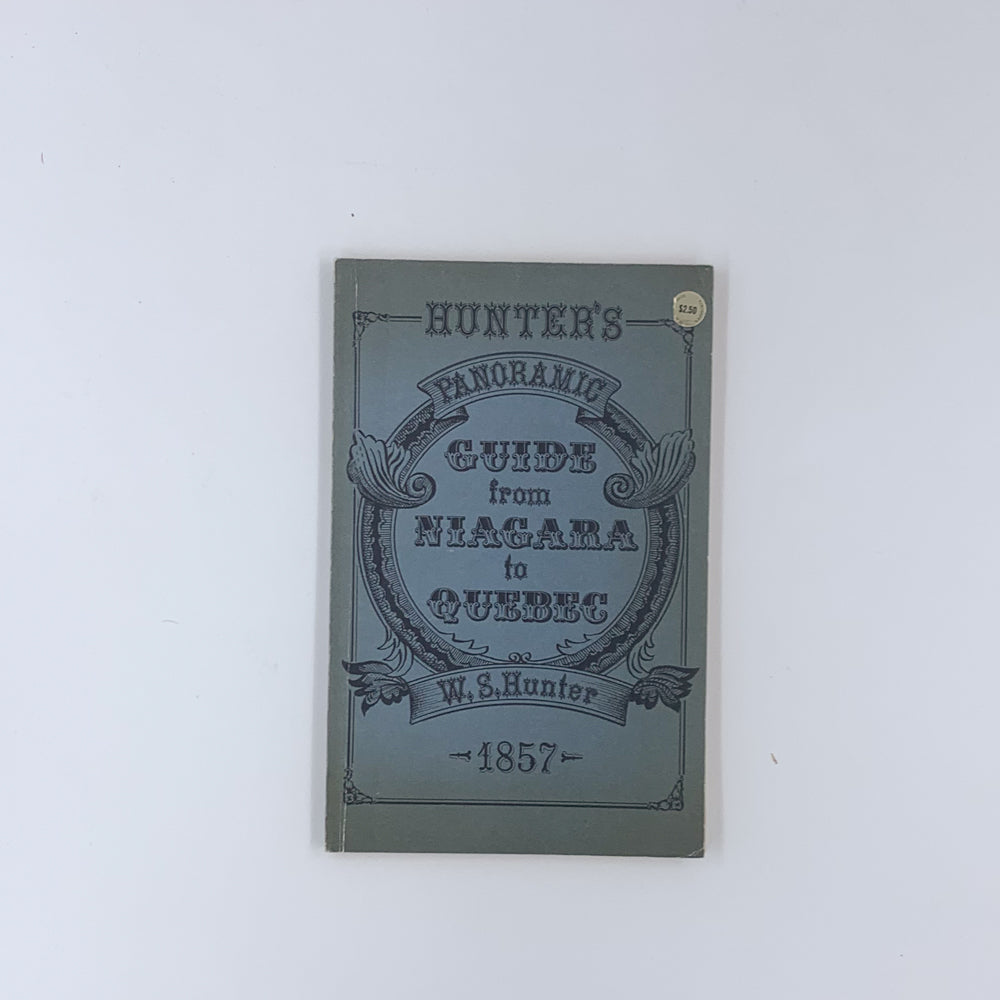 HUNTER'S
$2.50
PANORAMIC
GUIDE
from
NIAGARA
to
QUEBEC
W.S.Hunter
1857